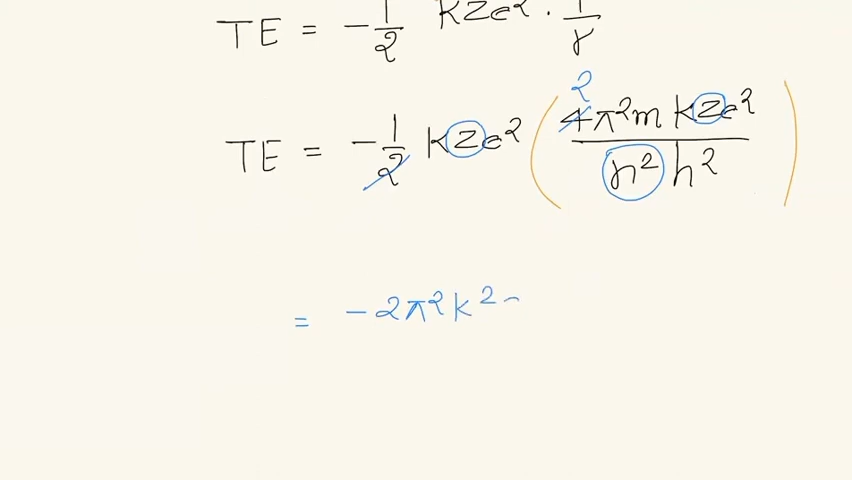 TE = -1/2 KZe² · 1/r
TE = -1/2 KZe² (2 4π²m KZe² / n² h²)
= -2π²k²